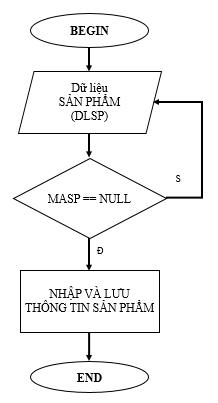 BEGIN
Dữ liệu
SẢN PHẨM
(DLSP)
S
MASP == NULL
Đ
NHẬP VÀ LƯU
THÔNG TIN SẢN PHẨM
END